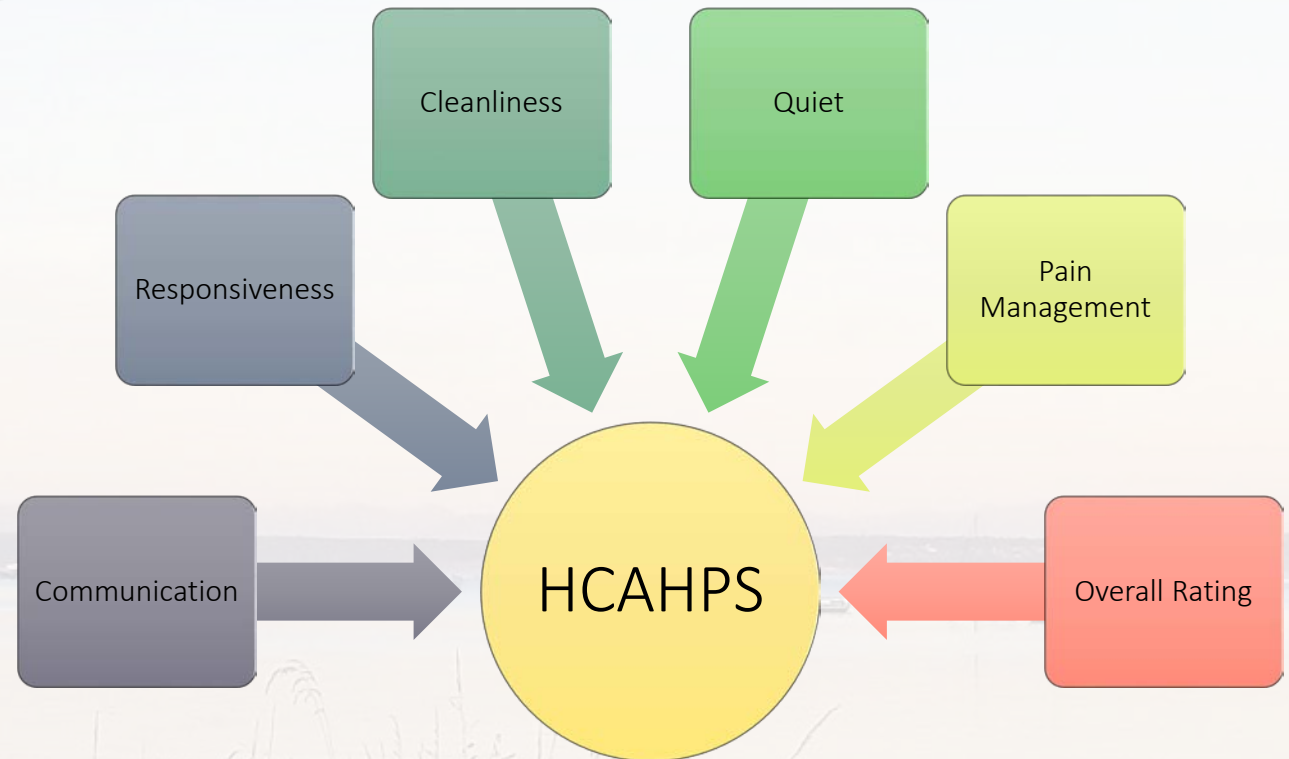 Cleanliness
Quiet
Responsiveness
Pain
Management
Communication
HCAHPS
Overall Rating